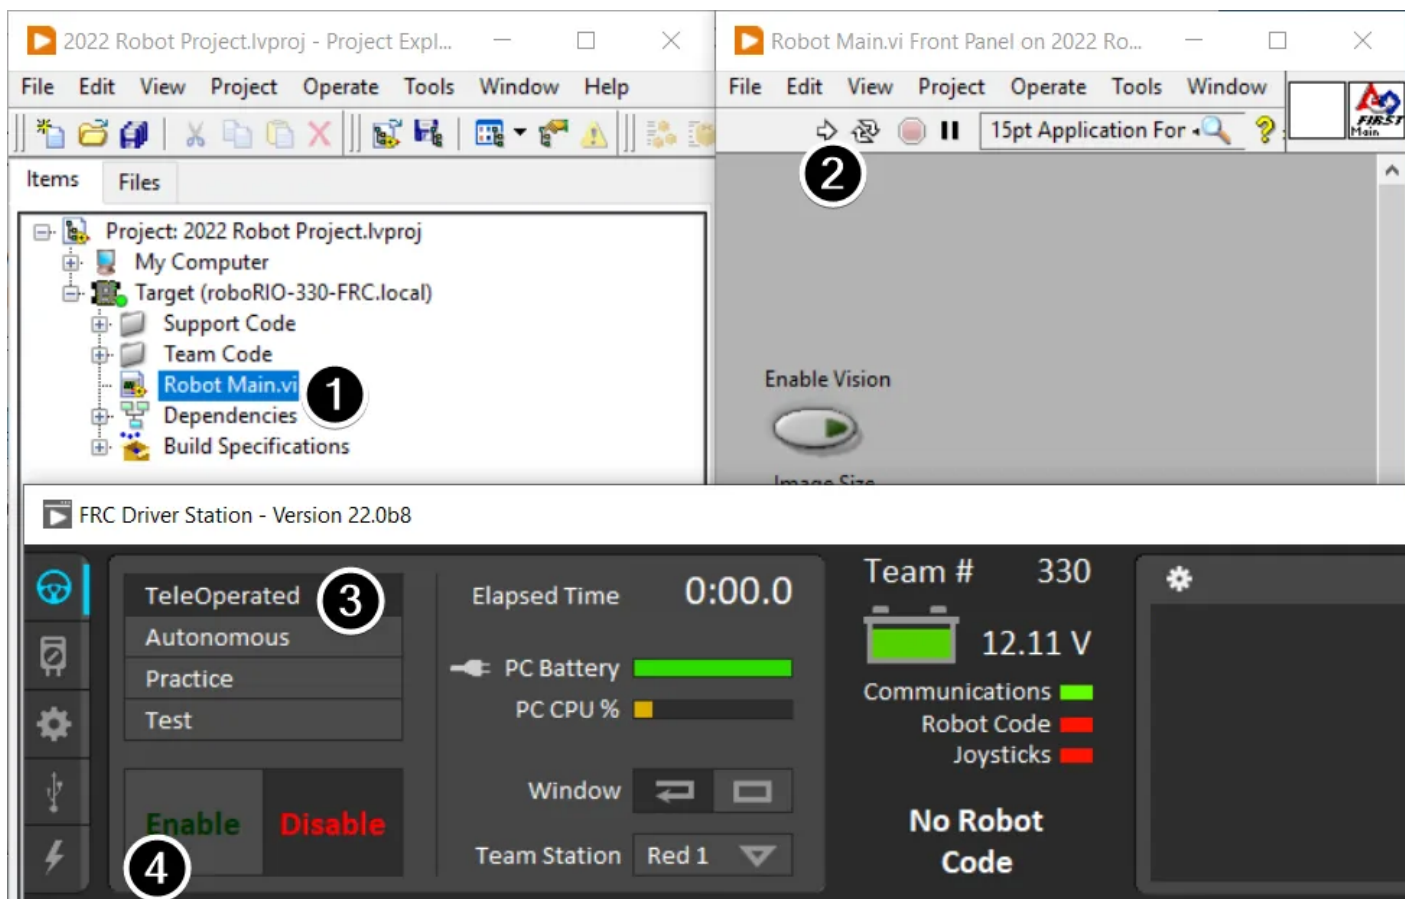 2022 Robot Project.lvproj - Project Expl...
File Edit View Project Operate Tools Window Help
Items Files
Project: 2022 Robot Project.lvproj
My Computer
Target (roboRIO-330-FRC.local)
Support Code
Team Code
Robot Main.vi
1
Dependencies
Build Specifications
Robot Main.vi Front Panel on 2022 Ro...
File Edit View Project Operate Tools Window
15pt Application For
FIRST
Main
2
Enable Vision
Image Size
FRC Driver Station - Version 22.0b8
TeleOperated
3
Autonomous
Practice
Test
Enable Disable
4
Elapsed Time 0:00.0
PC Battery
PC CPU %
Window
Team Station Red 1
Team # 330
12.11 V
Communications
Robot Code
Joysticks
No Robot
Code